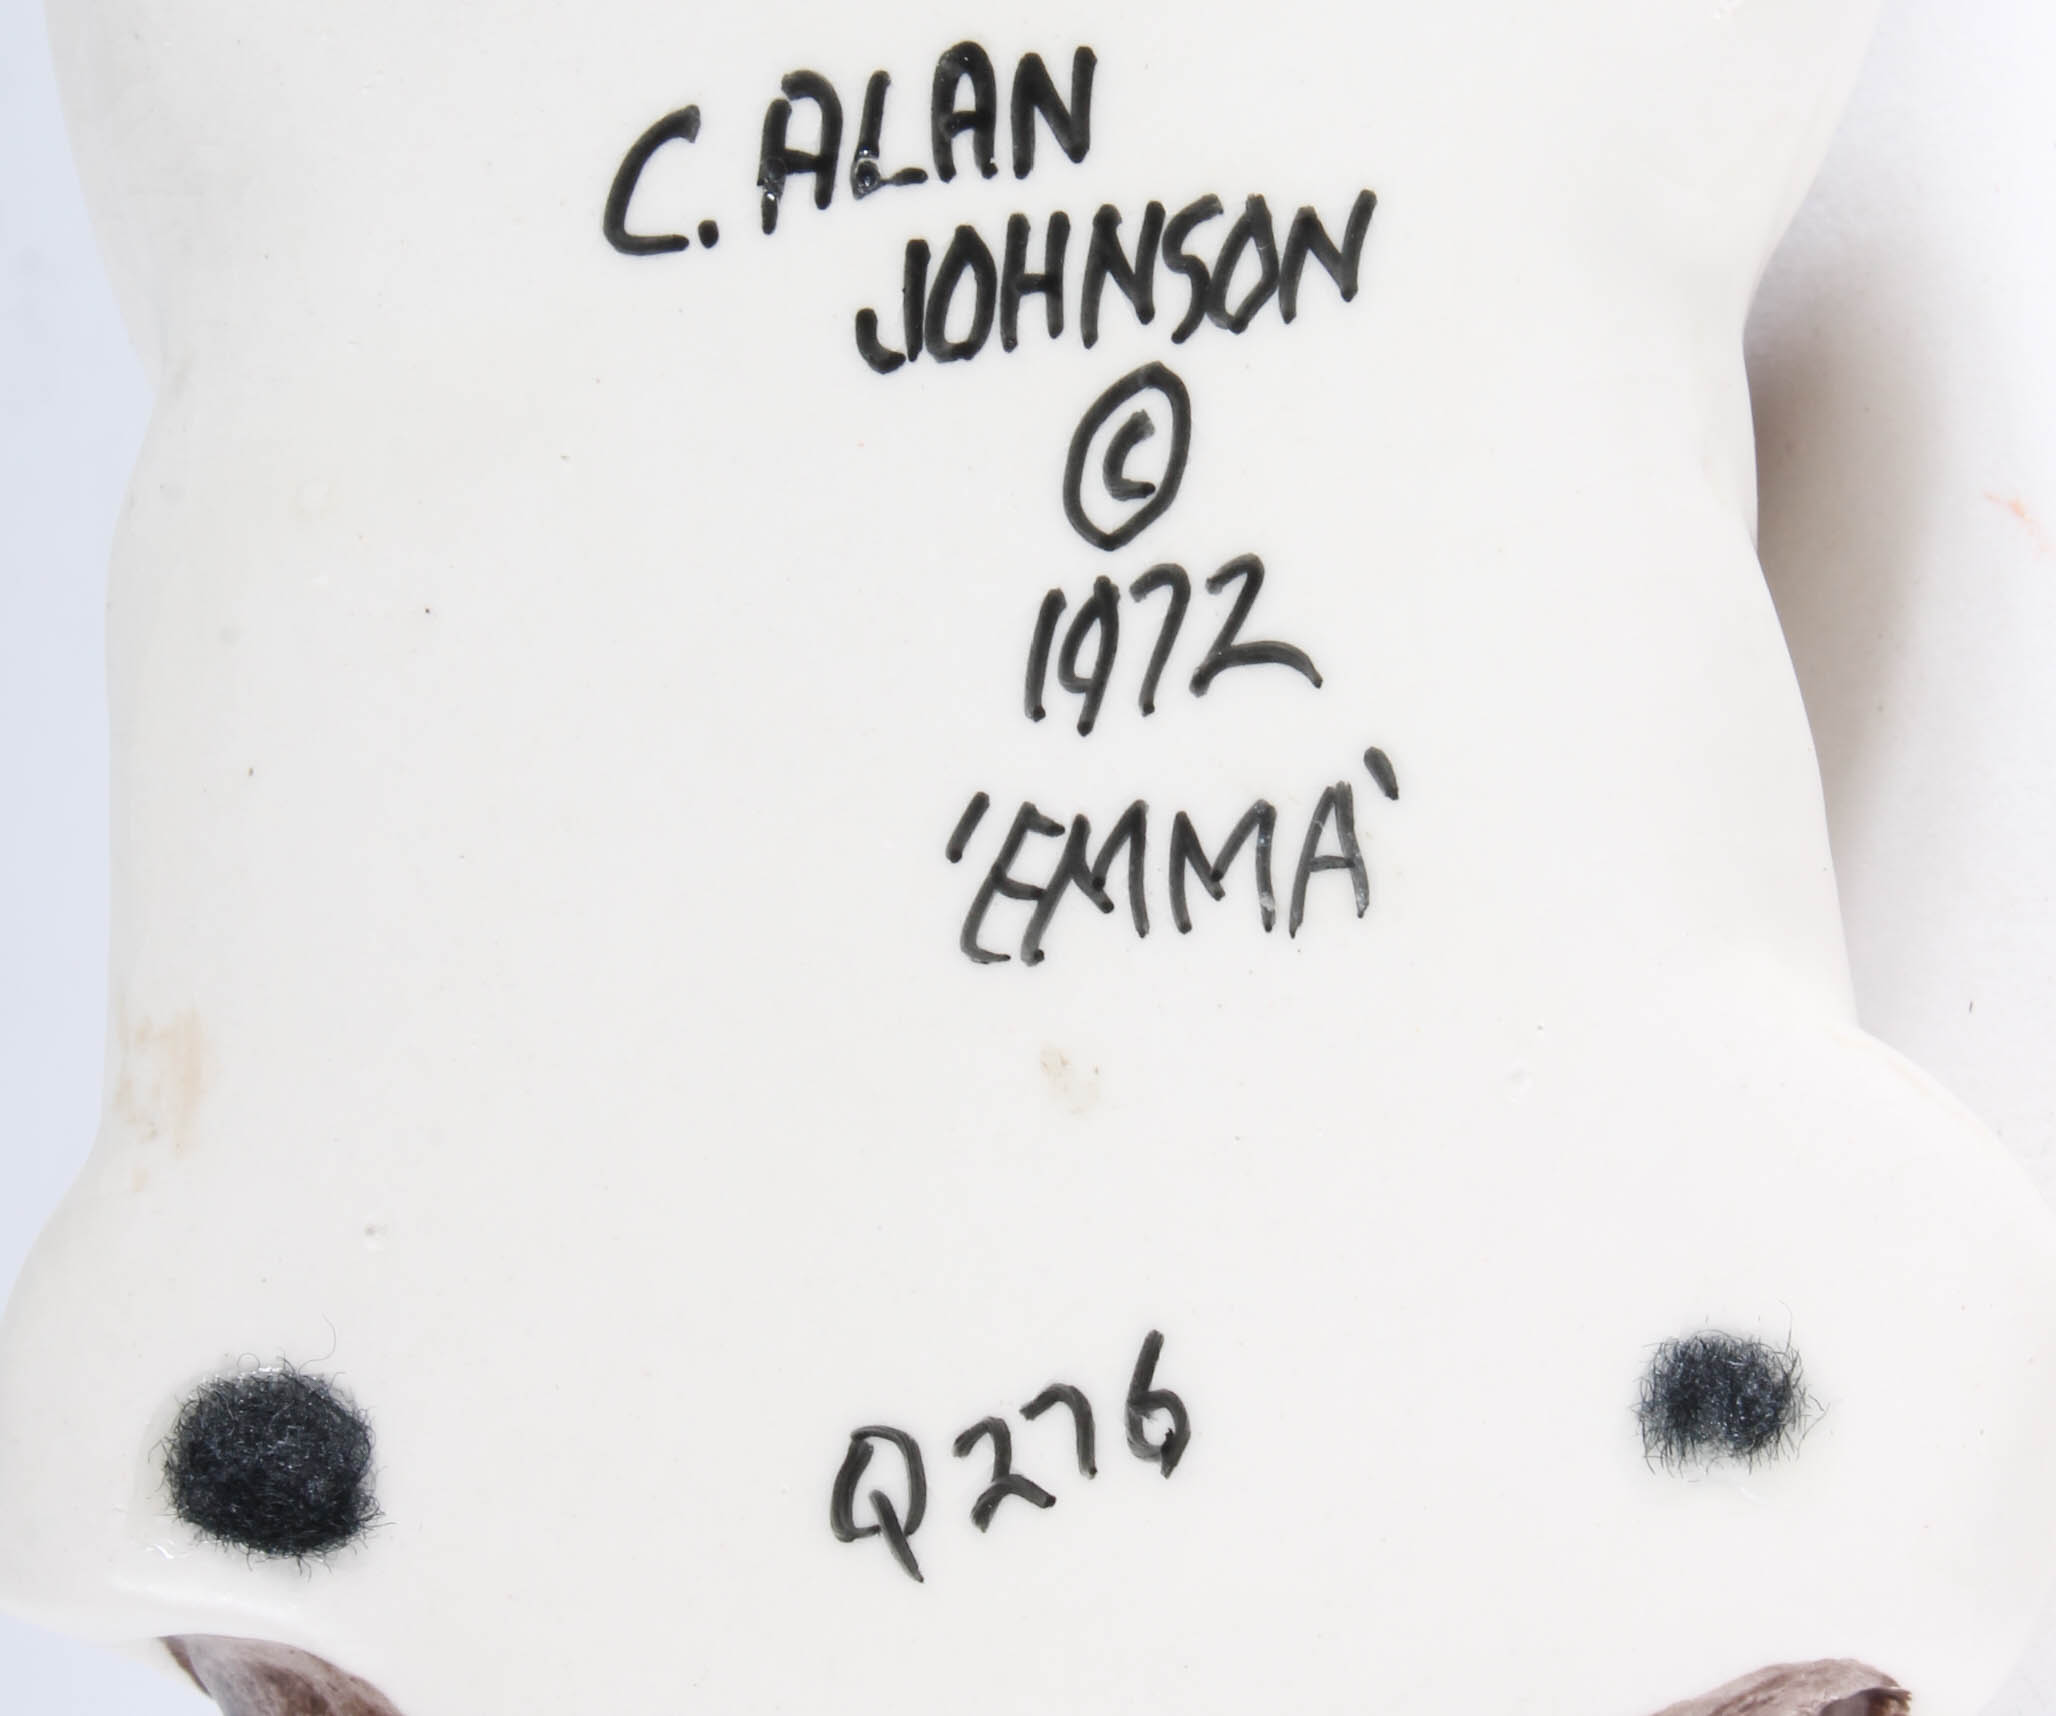 C. ALAN
JOHNSON
©
1972
'EMMA'
Q276